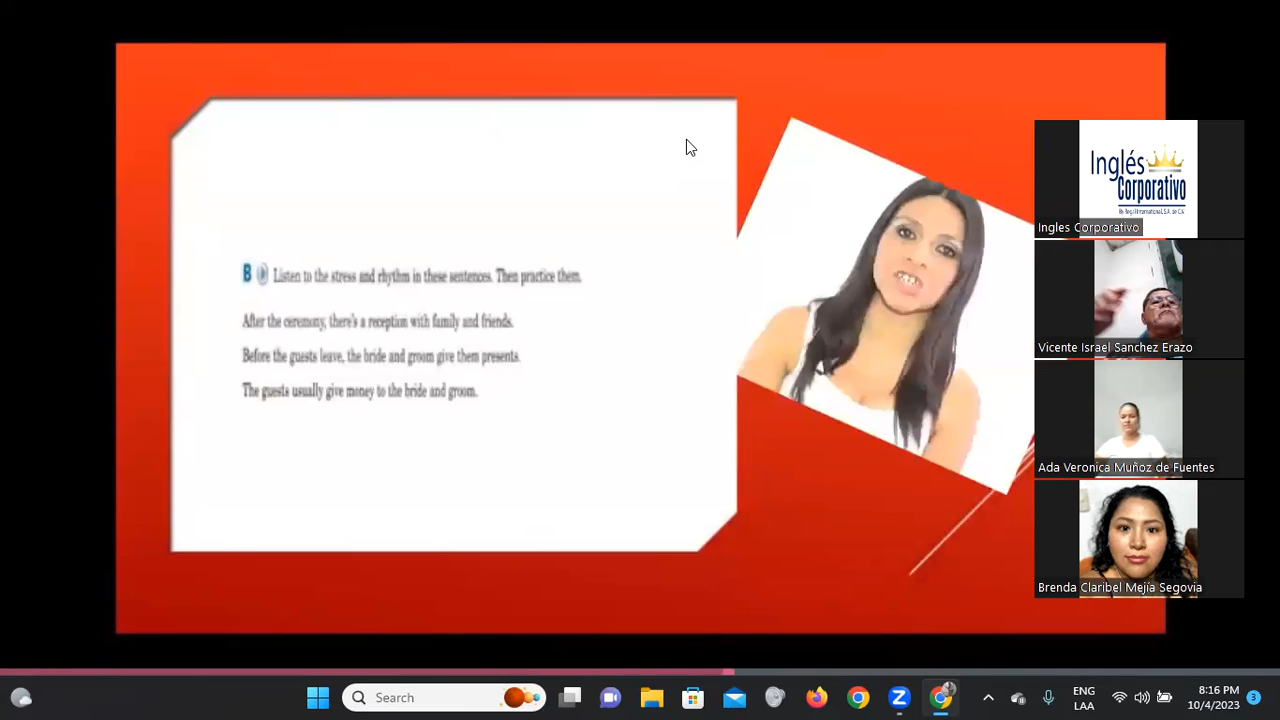 B Listen to the stress and rhythm in these sentences. Then practice them.
After the ceremony, there's a reception with family and friends.
Before the guests leave, the bride and groom give them presents.
The guests usually give money to the bride and groom.
Inglés
Corporativo
Ingles Corporativo
Vicente Israel Sanchez Erazo
Ada Veronica Muñoz de Fuentes
Brenda Claribel Mejía Segovia
Search
ENG
LAA
8:16 PM
10/4/2023
3